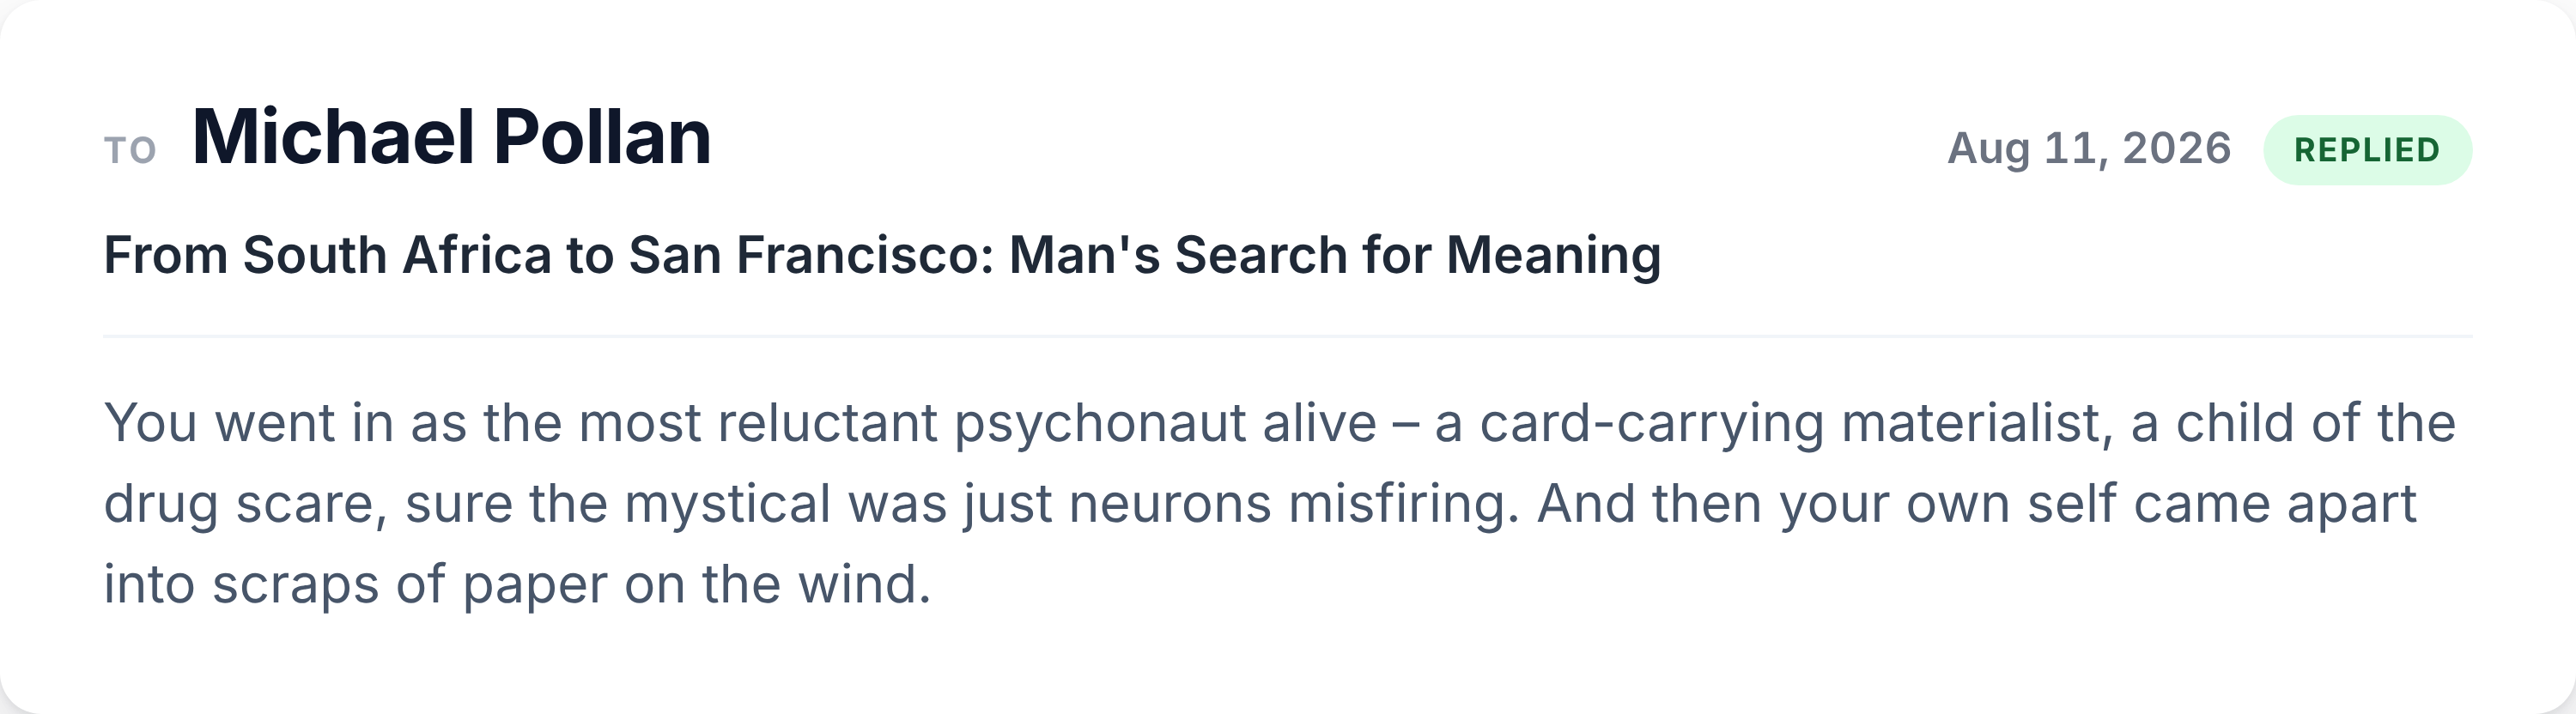 TO Michael Pollan Aug 11, 2026 REPLIED
From South Africa to San Francisco: Man's Search for Meaning
You went in as the most reluctant psychonaut alive – a card-carrying materialist, a child of the
drug scare, sure the mystical was just neurons misfiring. And then your own self came apart
into scraps of paper on the wind.